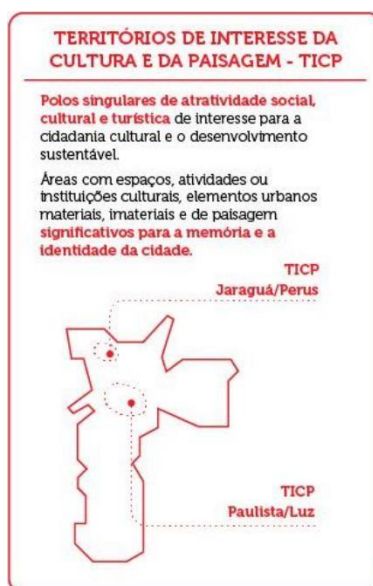 TERRITÓRIOS DE INTERESSE DA
CULTURA E DA PAISAGEM - TICP
Polos singulares de atratividade social,
cultural e turística de interesse para a
cidadania cultural e o desenvolvimento
sustentável.
Áreas com espaços, atividades ou
instituições culturais, elementos urbanos
materiais, imateriais e de paisagem
significativos para a memória e a
identidade da cidade.
TICP
Jaraguá/Perus
TICP
Paulista/Luz